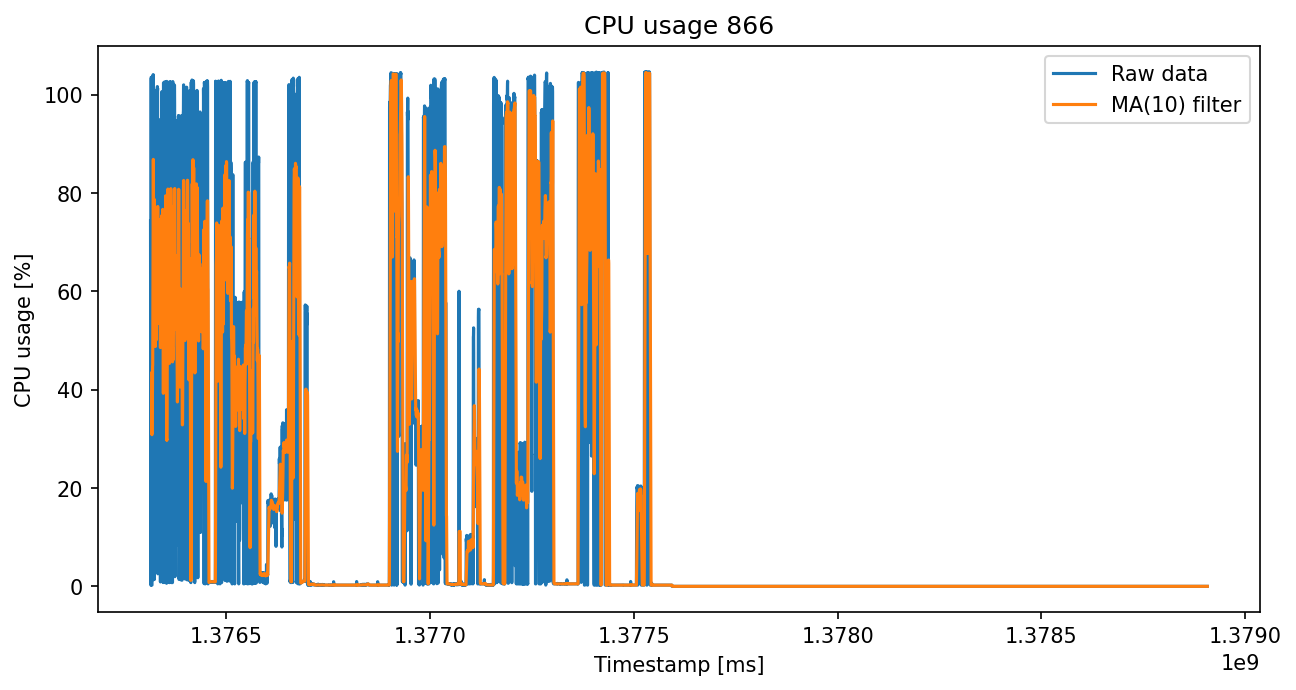 CPU usage 866
Raw data
MA(10) filter
CPU usage [%]
100
80
60
40
20
0
1.3765 1.3770 1.3775 1.3780 1.3785 1.3790
1e9
Timestamp [ms]